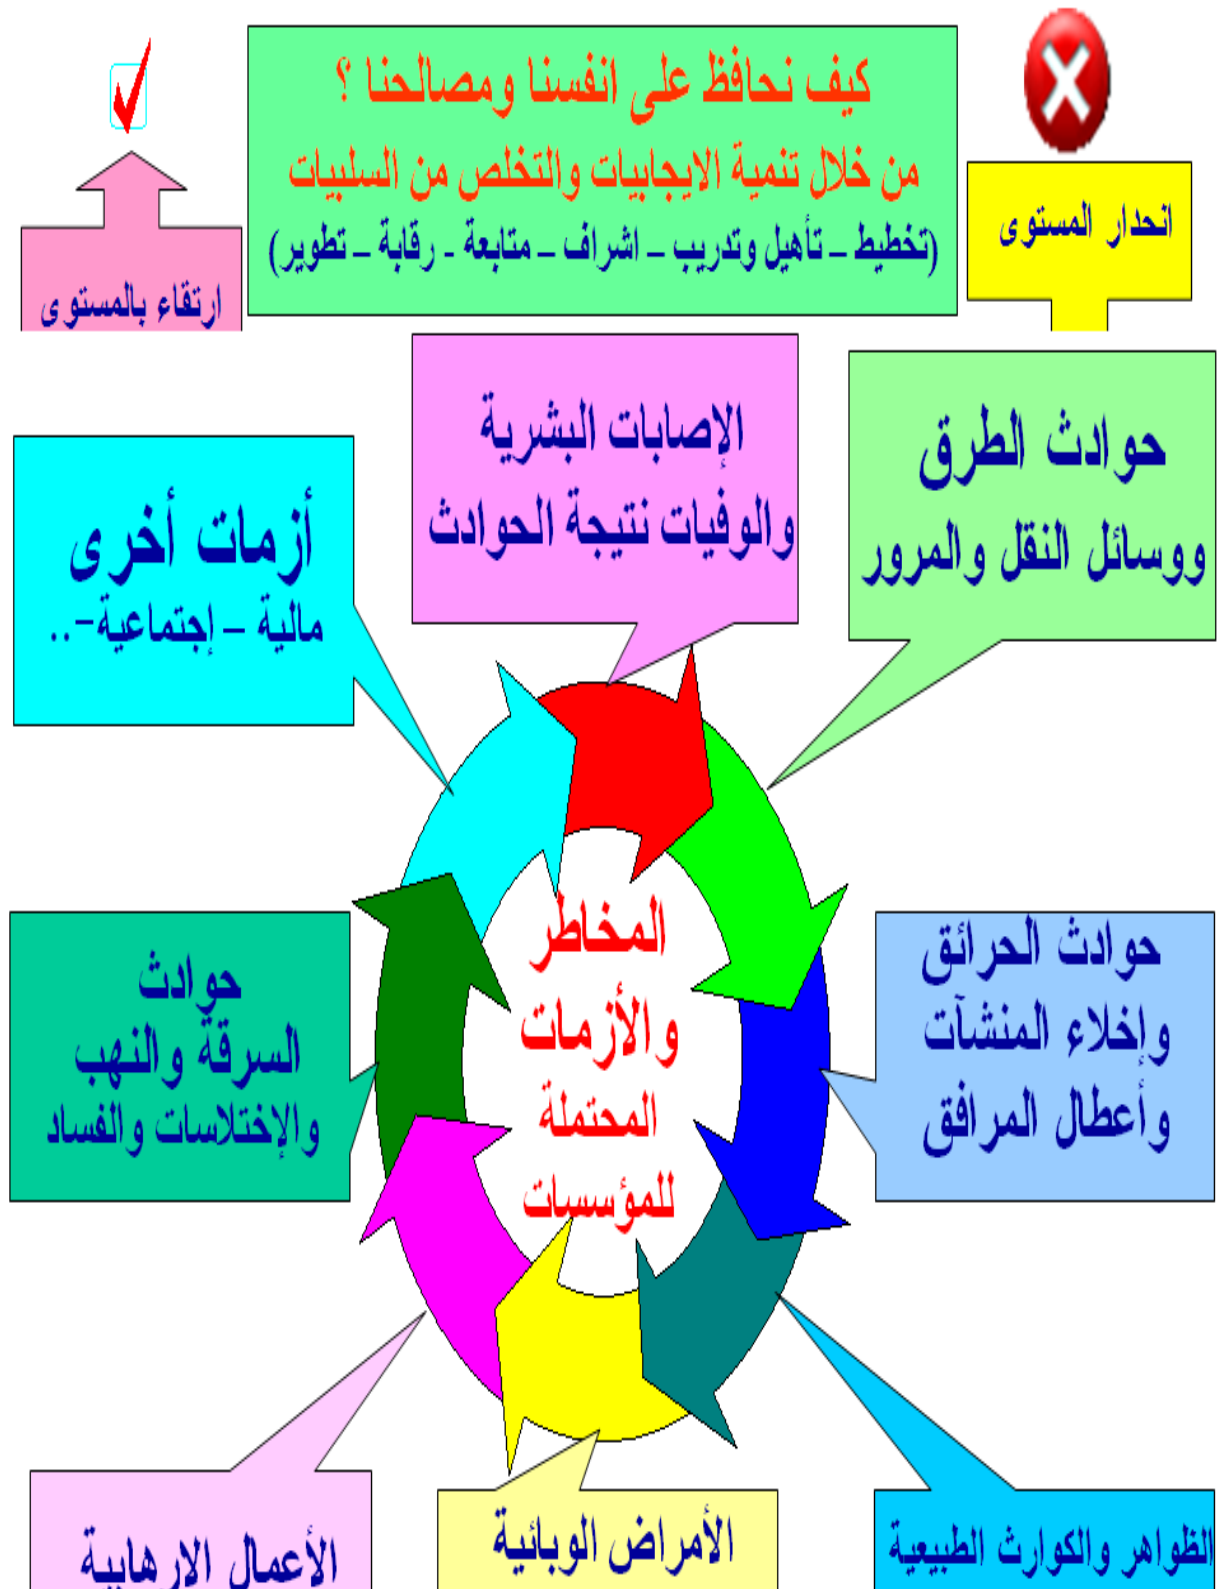 كيف نحافظ على انفسنا ومصالحنا ؟
من خلال تنمية الايجابيات والتخلص من السلبيات
(تخطيط – تأهيل وتدريب – اشراف – متابعة - رقابة – تطوير)
انحدار المستوى
ارتقاء بالمستوى
الإصابات البشرية
والوفيات نتيجة الحوادث
حوادث الطرق
ووسائل النقل والمرور
أزمات أخرى
مالية – إجتماعية-..
المخاطر
والأزمات
المحتملة
للمؤسسات
حوادث الحرائق
وإخلاء المنشآت
وأعطال المرافق
حوادث
السرقة والنهب
والإختلاسات والفساد
الظواهر والكوارث الطبيعية
الأمراض الوبائية
الأعمال الارهابية